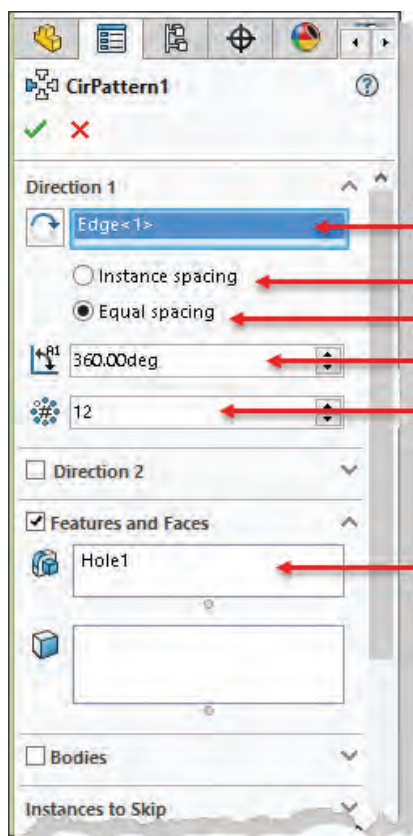 CirPattern1
Direction 1
Edge<1>
Instance spacing
Equal spacing
A1
360.00deg
#
12
Direction 2
Features and Faces
Hole1
Bodies
Instances to Skip